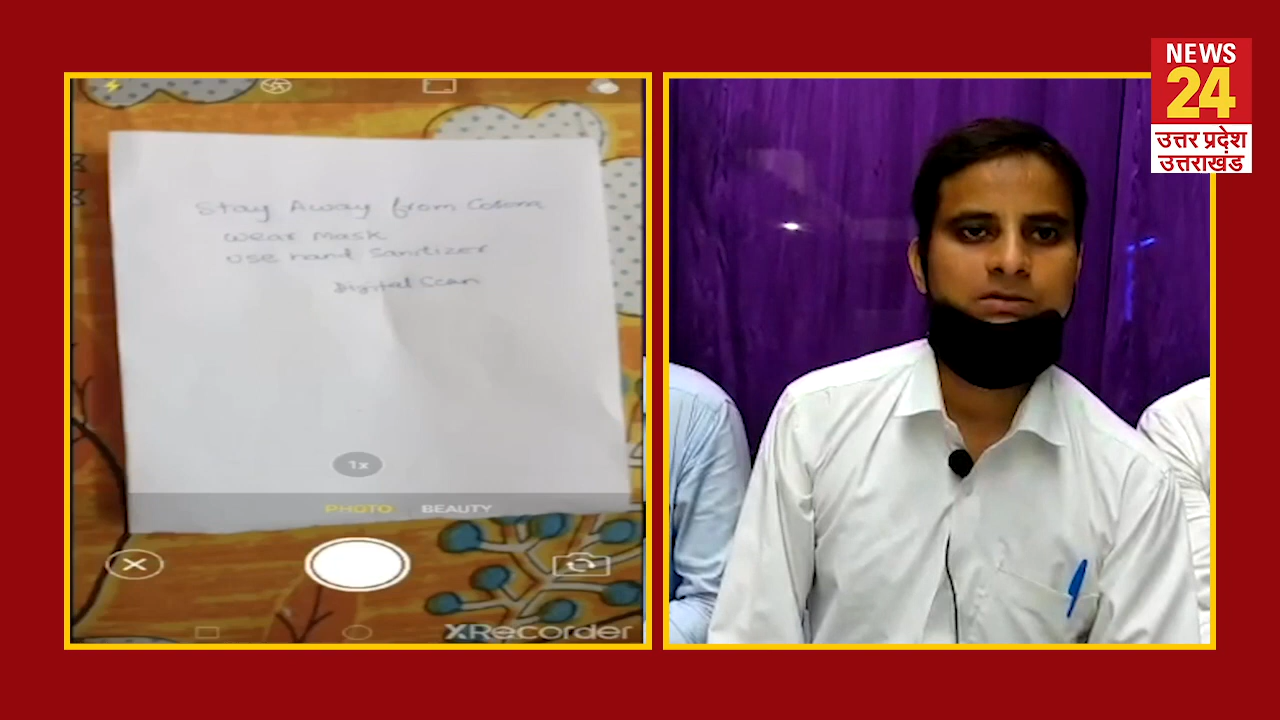 Stay Away from Corona
Wear Mask
Use Hand Sanitizer
Digital Scan
1x
PHOTO BEAUTY
XRecorder
NEWS
24
उत्तर प्रदेश
उत्तराखंड